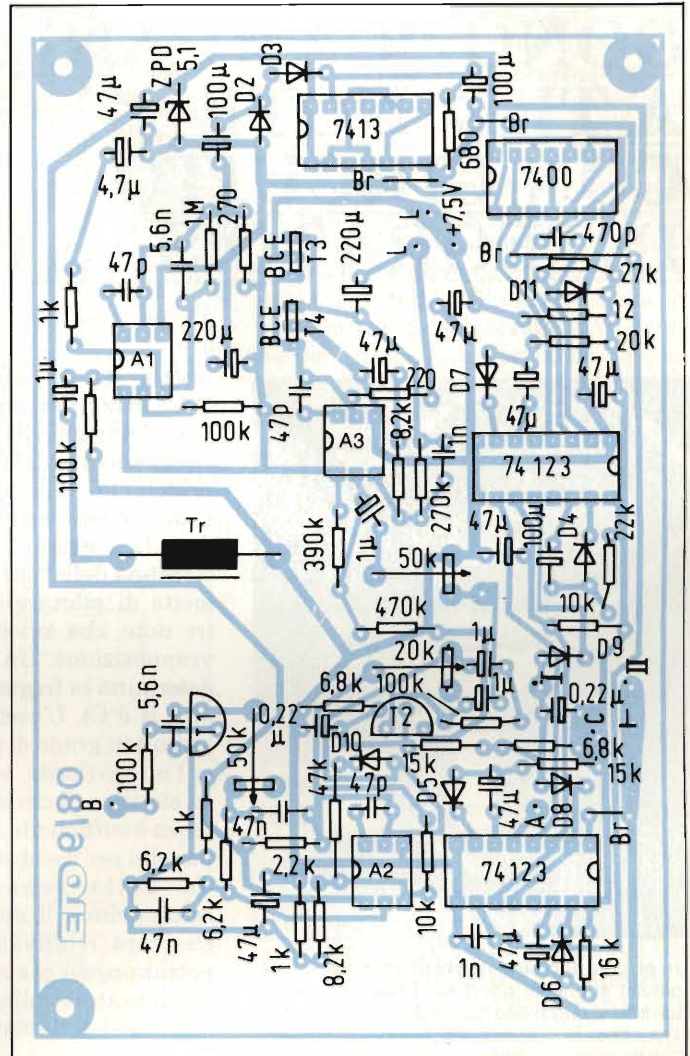 47µ
ZPD
5,1
100µ
D2
D3
7413
100µ
680
Br
Br
7400
4,7µ
5,6n
1M
270
BCE
T3
220µ
L
L
+7,5V
470p
Br
27k
D11
12
20k
47p
1k
1µ
A1
220µ
BCE
T4
47µ
47µ
D7
47µ
47µ
100k
100k
47p
A3
220
8,2k
1n
270k
74123
Tr
390k
1µ
50k
47µ
100µ
D4
22k
470k
10k
20k
1µ
1µ
D9
I
0,22µ
C
II
T
6,8k
100k
T2
5,6n
T1
0,22
µ
D10
15k
6,8k
15k
100k
B
50k
47k
47p
D5
47µ
A
D8
Br
one 9/80
1k
47n
2,2k
A2
10k
74123
6,2k
6,2k
47n
47µ
1k
8,2k
1n
47µ
D6
16k